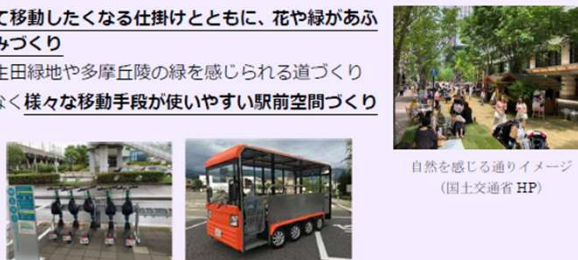 て移動したくなる仕掛けとともに、花や緑があふ
みづくり
生田緑地や多摩丘陵の緑を感じられる道づくり
なく様々な移動手段が使いやすい駅前空間づくり
自然を感じる通りイメージ
（国土交通省 HP）